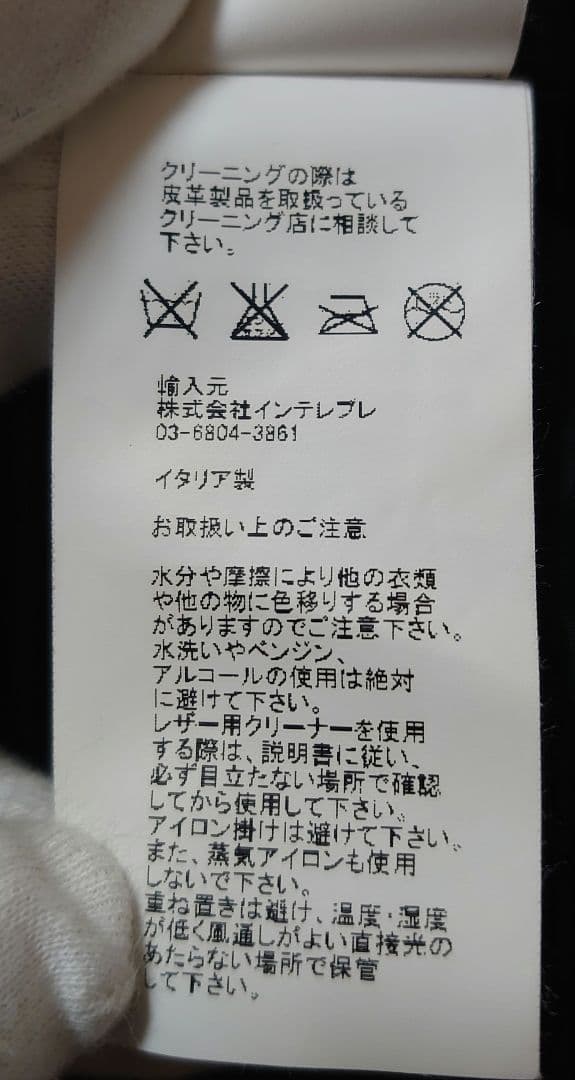 クリーニングの際は
皮革製品を取扱っている
クリーニング店に相談して
下さい。
輸入元
株式会社インテレプレ
03-6804-3861
イタリア製
お取扱い上のご注意
水分や摩擦により他の衣類
や他の物に色移りする場合
がありますのでご注意下さい。
水洗いやベンジン、
アルコールの使用は絶対
に避けて下さい。
レザー用クリーナーを使用
する際は、説明書に従い、
必ず目立たない場所で確認
してから使用して下さい。
アイロン掛けは避けて下さい。
また、蒸気アイロンも使用
しないで下さい。
重ね置きは避け、温度・湿度
が低く風通しがよい直接光の
あたらない場所で保管
して下さい。